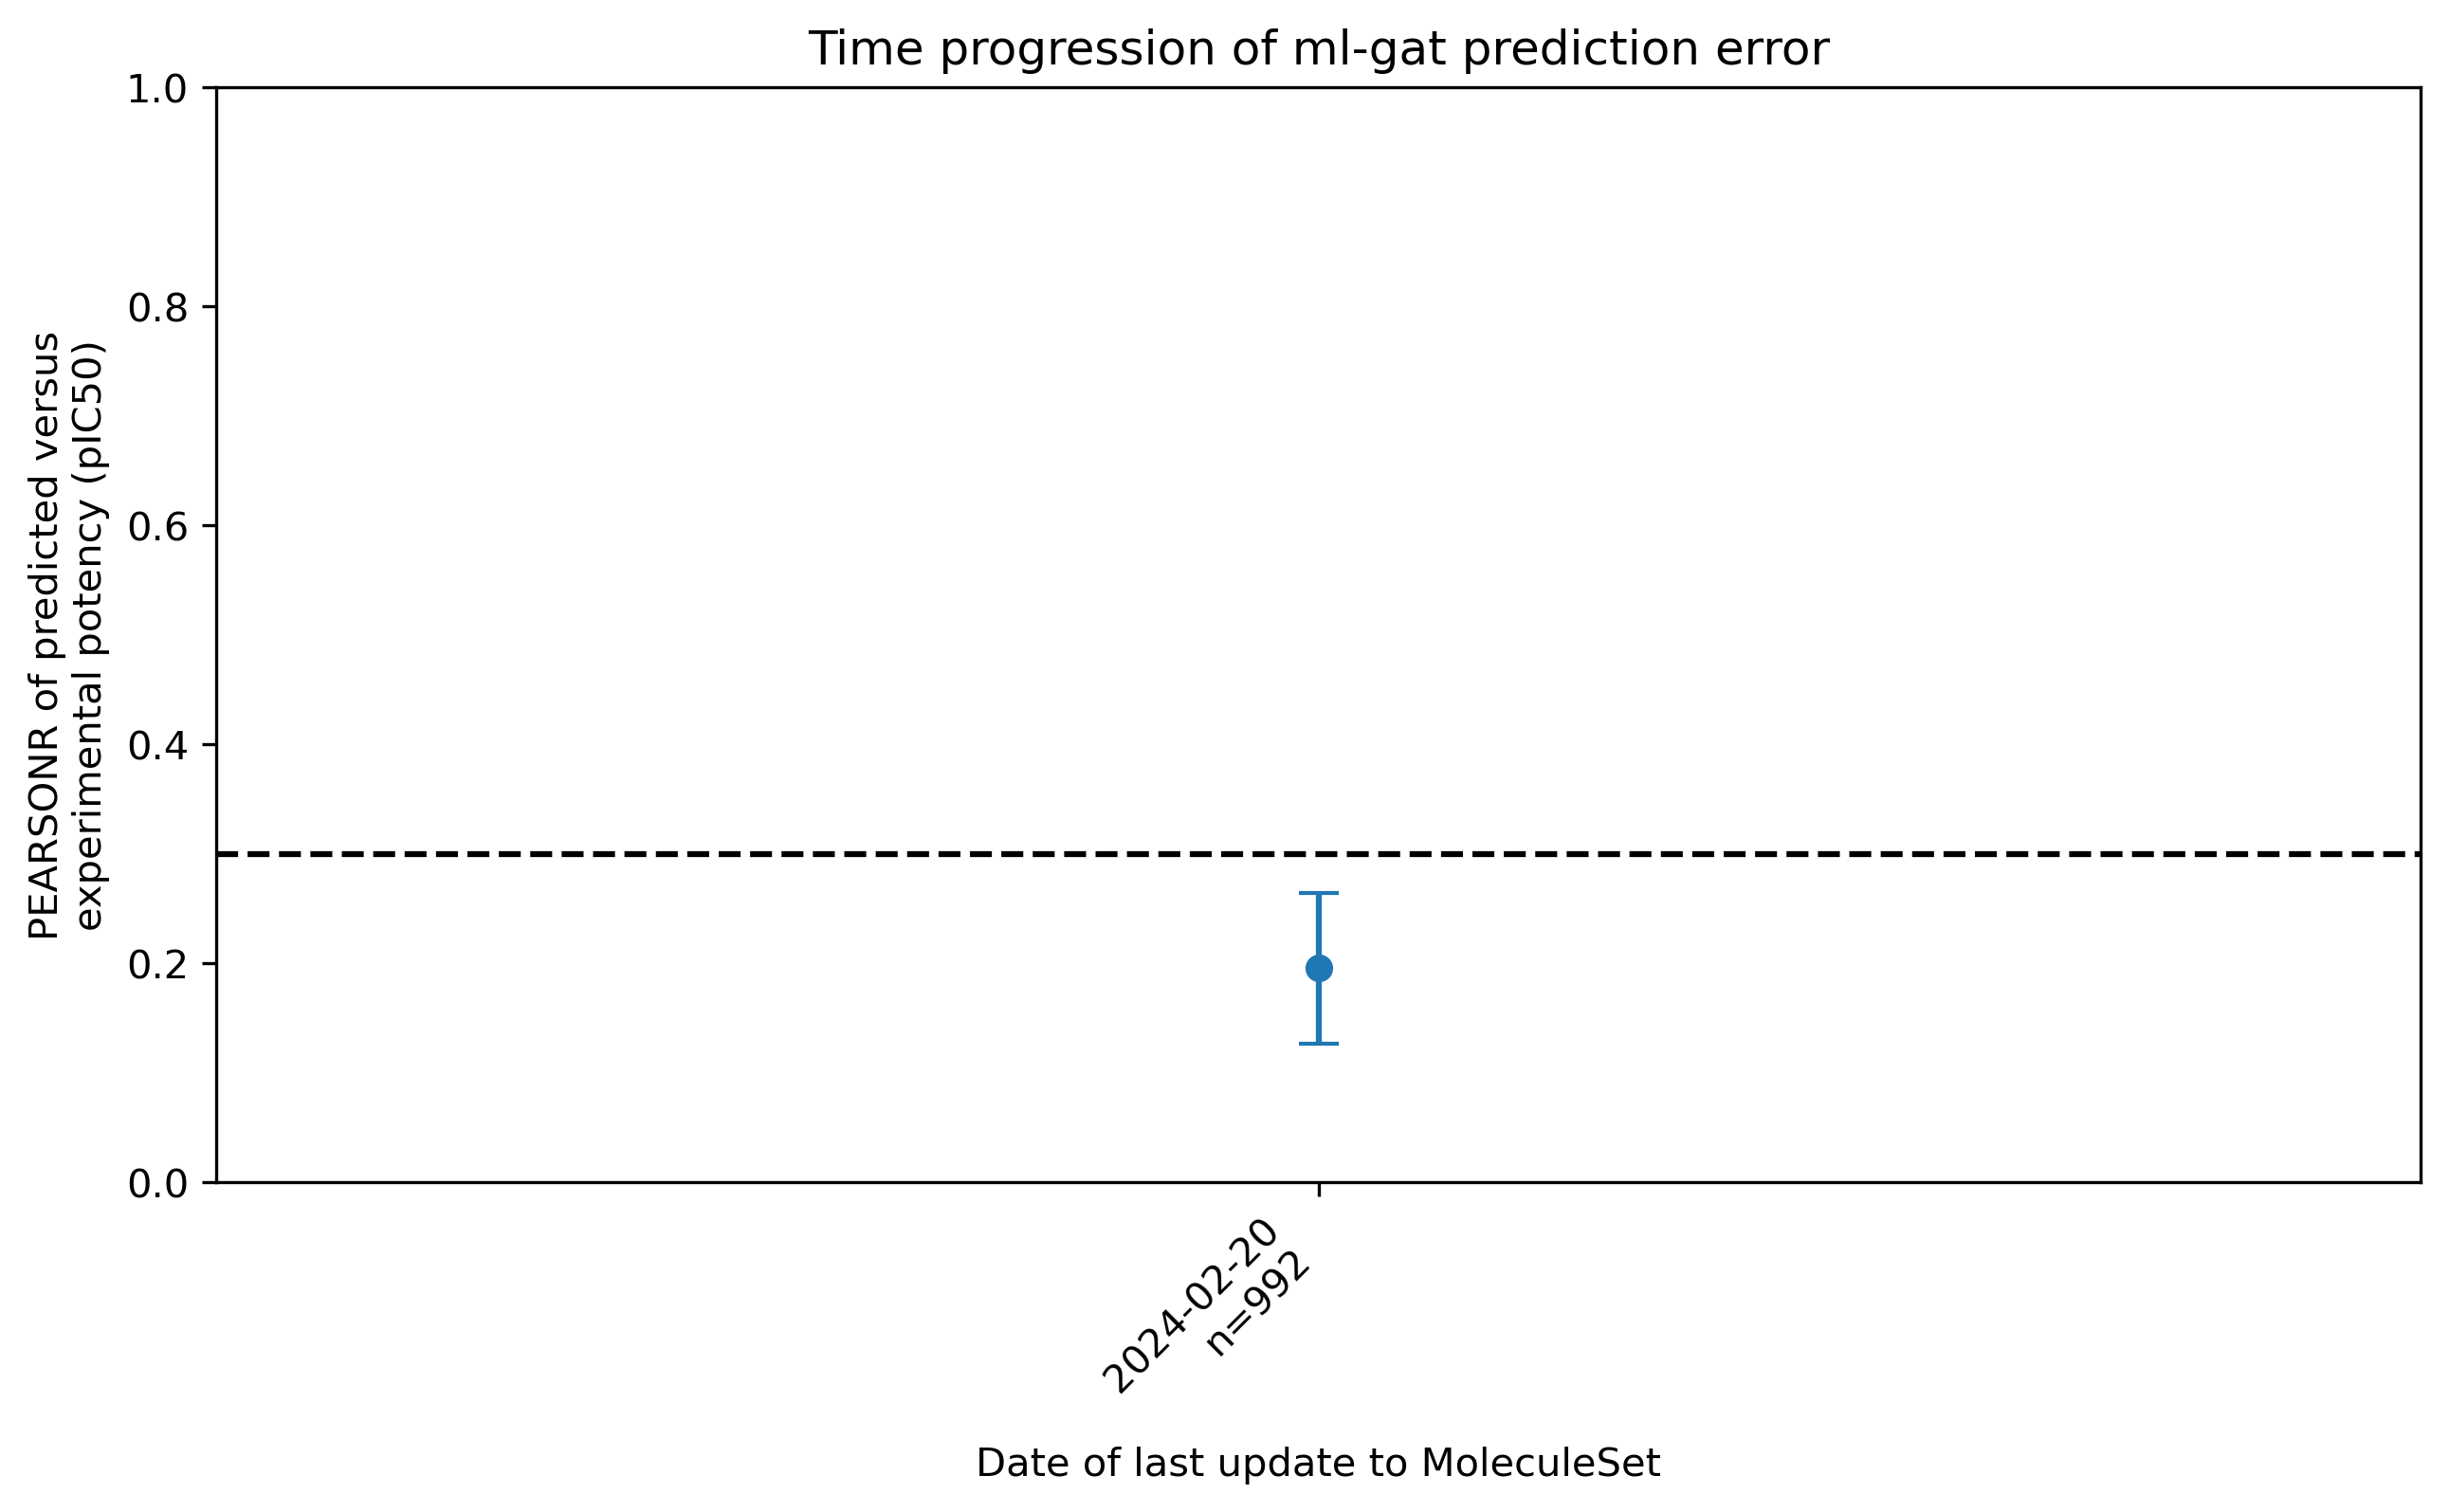 Time progression of ml-gat prediction error
PEARSONR of predicted versus
experimental potency (pIC50)
1.0
0.8
0.6
0.4
0.2
0.0
2024-02-20
n=992
Date of last update to MoleculeSet